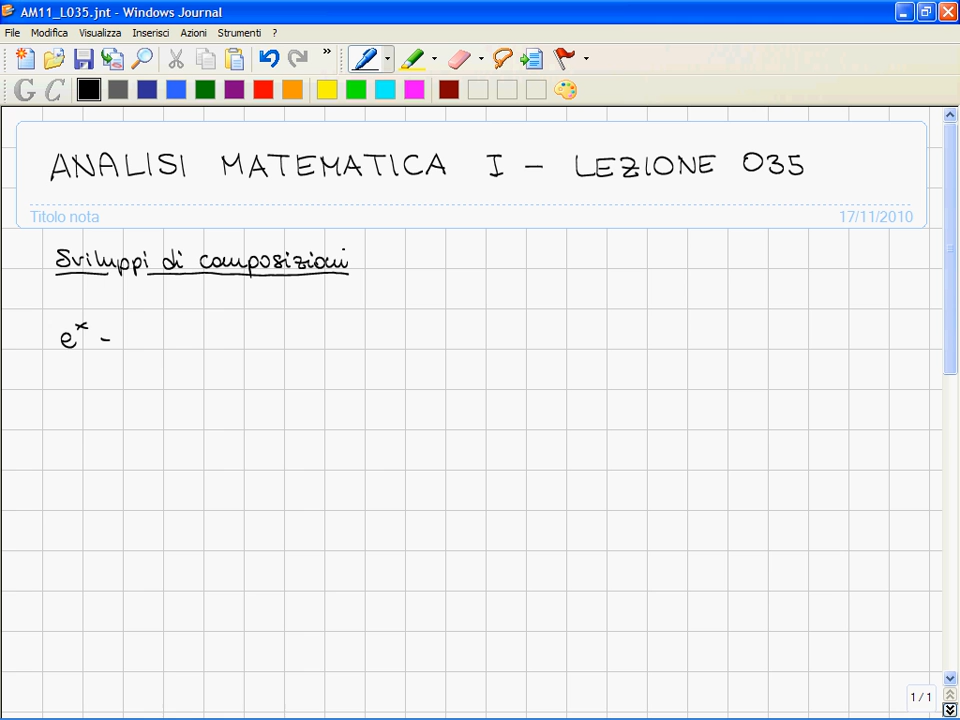 AM11_L035.jnt - Windows Journal
File Modifica Visualizza Inserisci Azioni Strumenti ?
»
G C
ANALISI MATEMATICA I - LEZIONE 035
Titolo nota 17/11/2010
Sviluppi di composizioni
e^x -
1 / 1